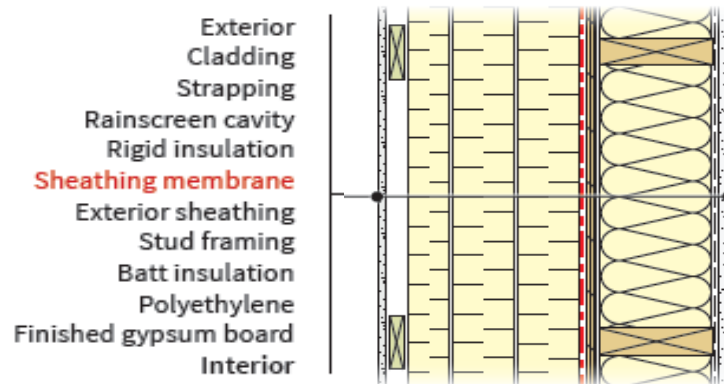 Exterior
Cladding
Strapping
Rainscreen cavity
Rigid insulation
Sheathing membrane
Exterior sheathing
Stud framing
Batt insulation
Polyethylene
Finished gypsum board
Interior